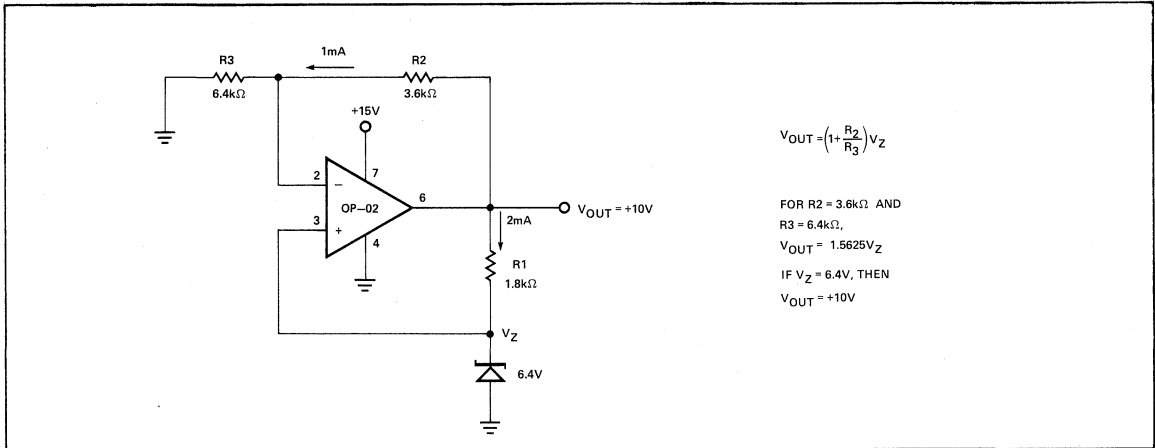 R3
6.4kΩ
1mA
R2
3.6kΩ
+15V
2
−
7
OP–02
6
3
+
4
VOUT = +10V
2mA
R1
1.8kΩ
VZ
6.4V
VOUT = (1+ R2/R3) VZ
FOR R2 = 3.6kΩ AND
R3 = 6.4kΩ,
VOUT = 1.5625VZ
IF VZ = 6.4V, THEN
VOUT = +10V